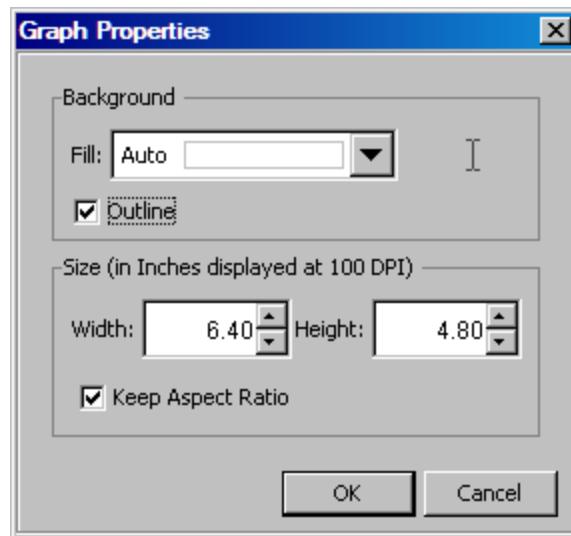 Graph Properties
Background
Fill: Auto
Outline
Size (in Inches displayed at 100 DPI)
Width: 6.40 Height: 4.80
Keep Aspect Ratio
OK Cancel